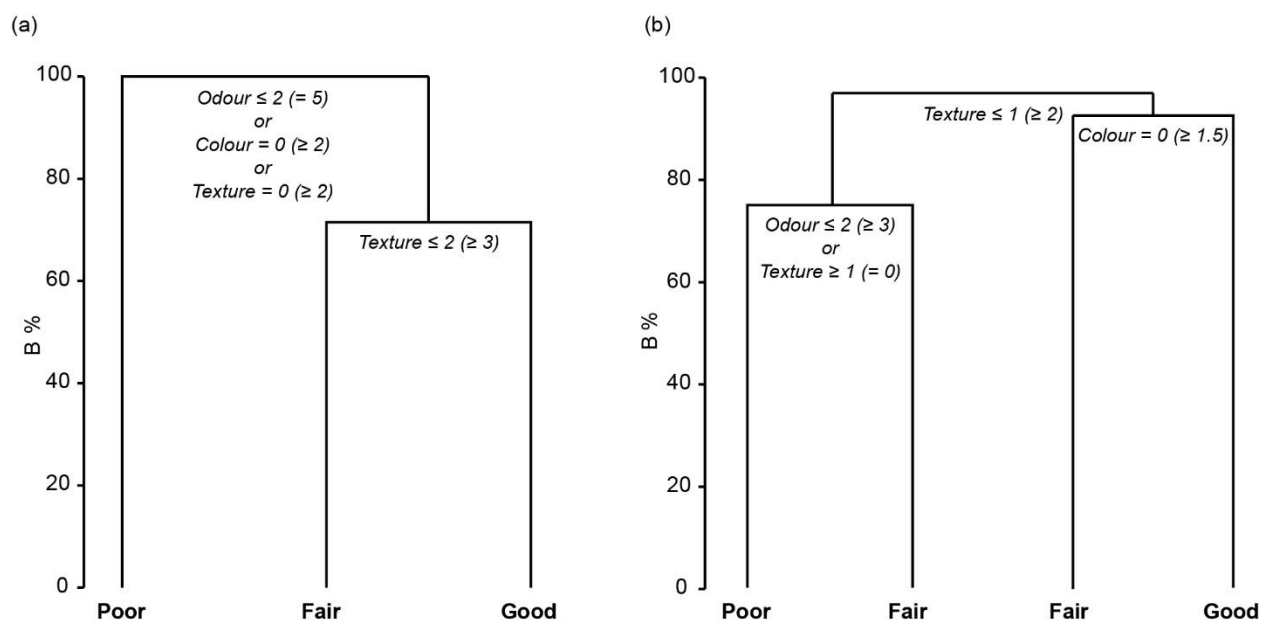 (a)
100
80
60
40
20
0
B %
Odour ≤ 2 (= 5)
or
Colour = 0 (≥ 2)
or
Texture = 0 (≥ 2)
Texture ≤ 2 (≥ 3)
Poor Fair Good
(b)
100
80
60
40
20
0
B %
Texture ≤ 1 (≥ 2)
Colour = 0 (≥ 1.5)
Odour ≤ 2 (≥ 3)
or
Texture ≥ 1 (= 0)
Poor Fair Fair Good